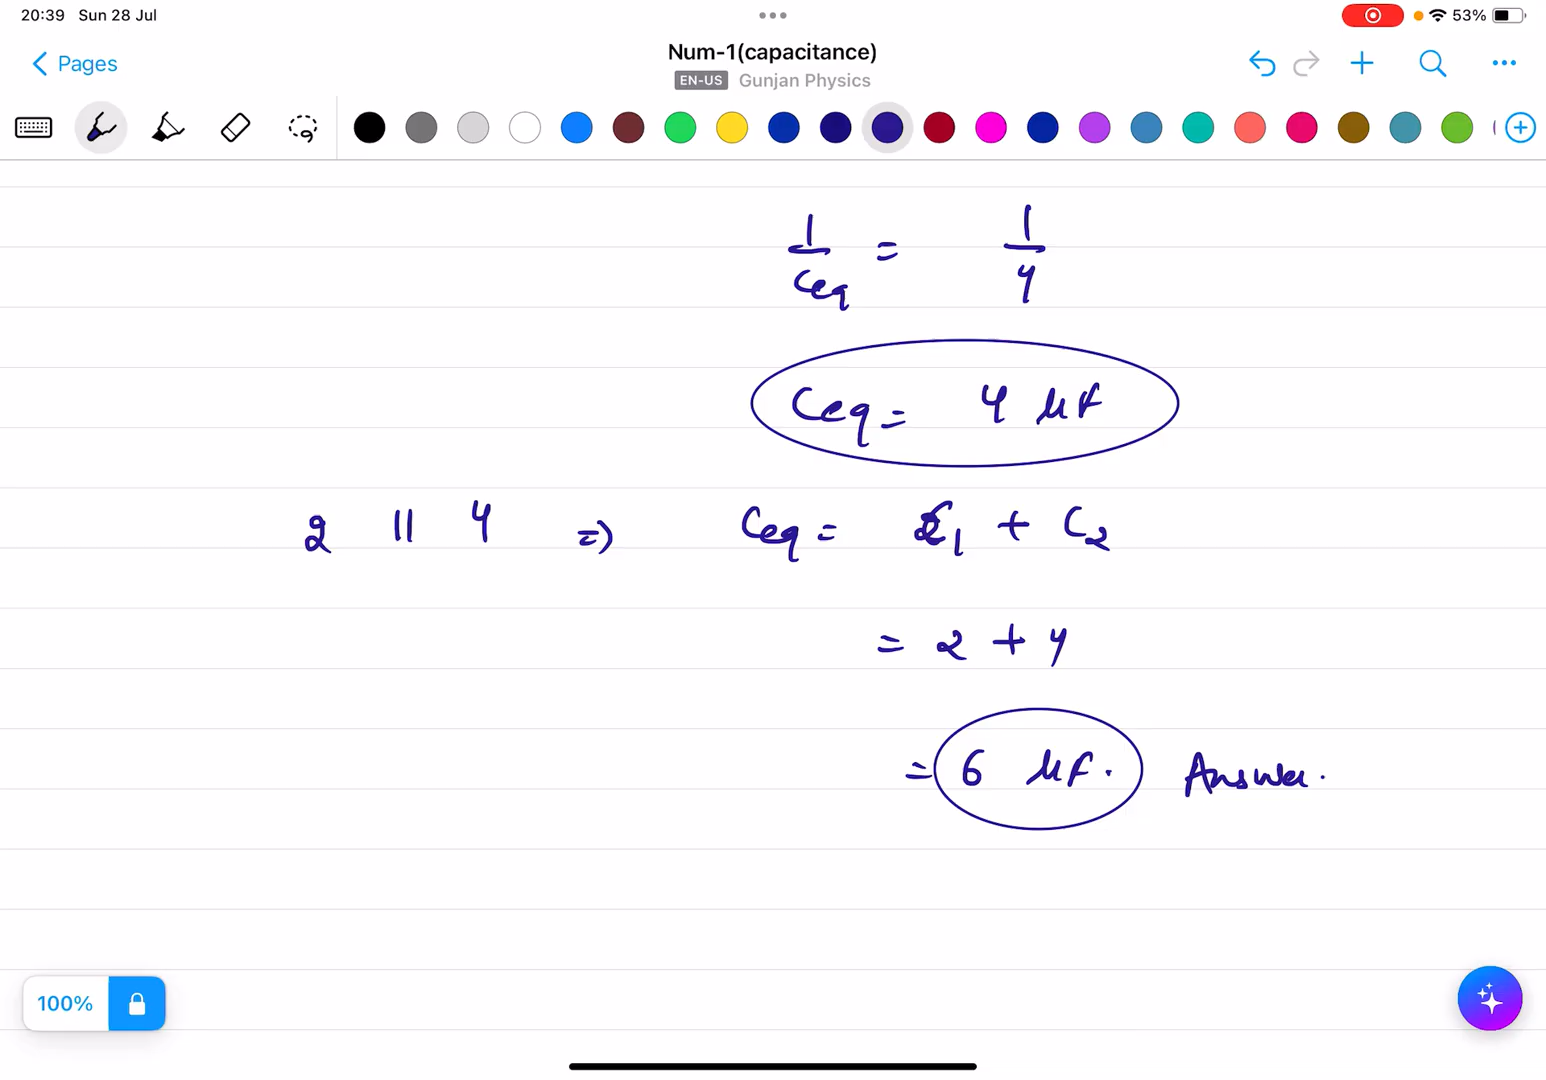 20:39 Sun 28 Jul
53%
Pages
Num-1(capacitance)
EN-US Gunjan Physics
1/Ceq = 1/4
Ceq = 4 μF
2 || 4 => Ceq = C1 + C2
= 2 + 4
= 6 μF. Answer.
100%